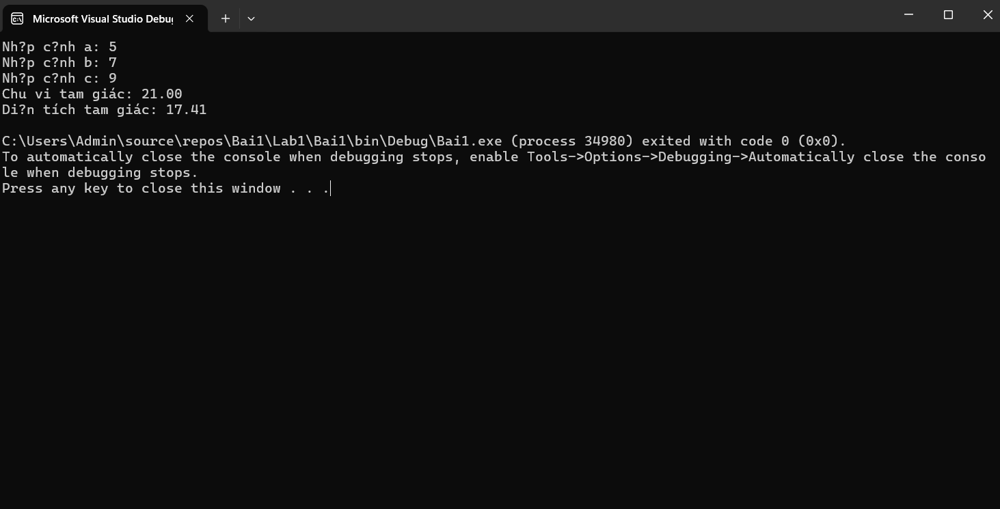 Microsoft Visual Studio Debug
Nh?p c?nh a: 5
Nh?p c?nh b: 7
Nh?p c?nh c: 9
Chu vi tam giác: 21.00
Di?n tích tam giác: 17.41
C:\Users\Admin\source\repos\Bai1\Lab1\Bai1\bin\Debug\Bai1.exe (process 34980) exited with code 0 (0x0).
To automatically close the console when debugging stops, enable Tools->Options->Debugging->Automatically close the conso
le when debugging stops.
Press any key to close this window . . .